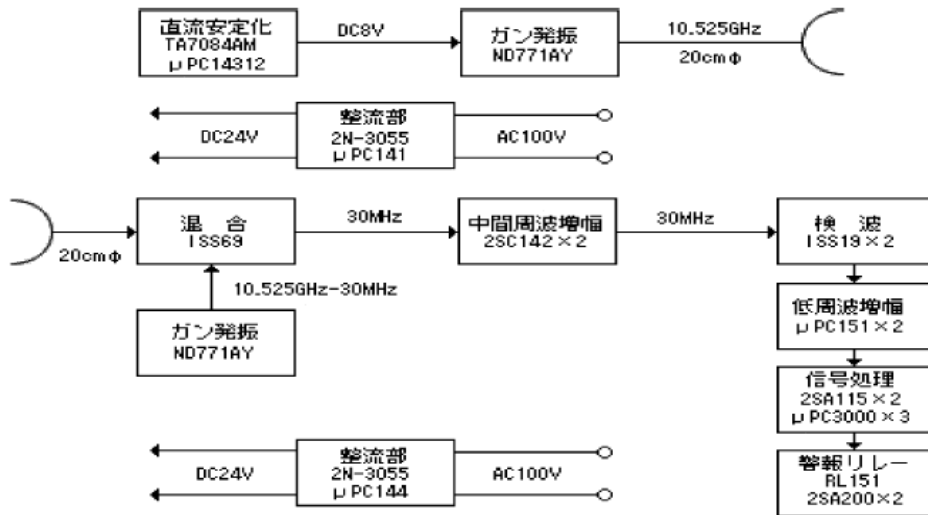 直流安定化
TA7084AM
μPC14312
DC8V
ガン発振
ND771AY
10.525GHz
20cmφ
DC24V
整流部
2N-3055
μPC141
AC100V
20cmφ
混 合
ISS69
30MHz
中間周波増幅
2SC142×2
30MHz
検 波
ISS19×2
10.525GHz-30MHz
ガン発振
ND771AY
低周波増幅
μPC151×2
信号処理
2SA115×2
μPC3000×3
DC24V
整流部
2N-3055
μPC144
AC100V
警報リレー
RL151
2SA200×2